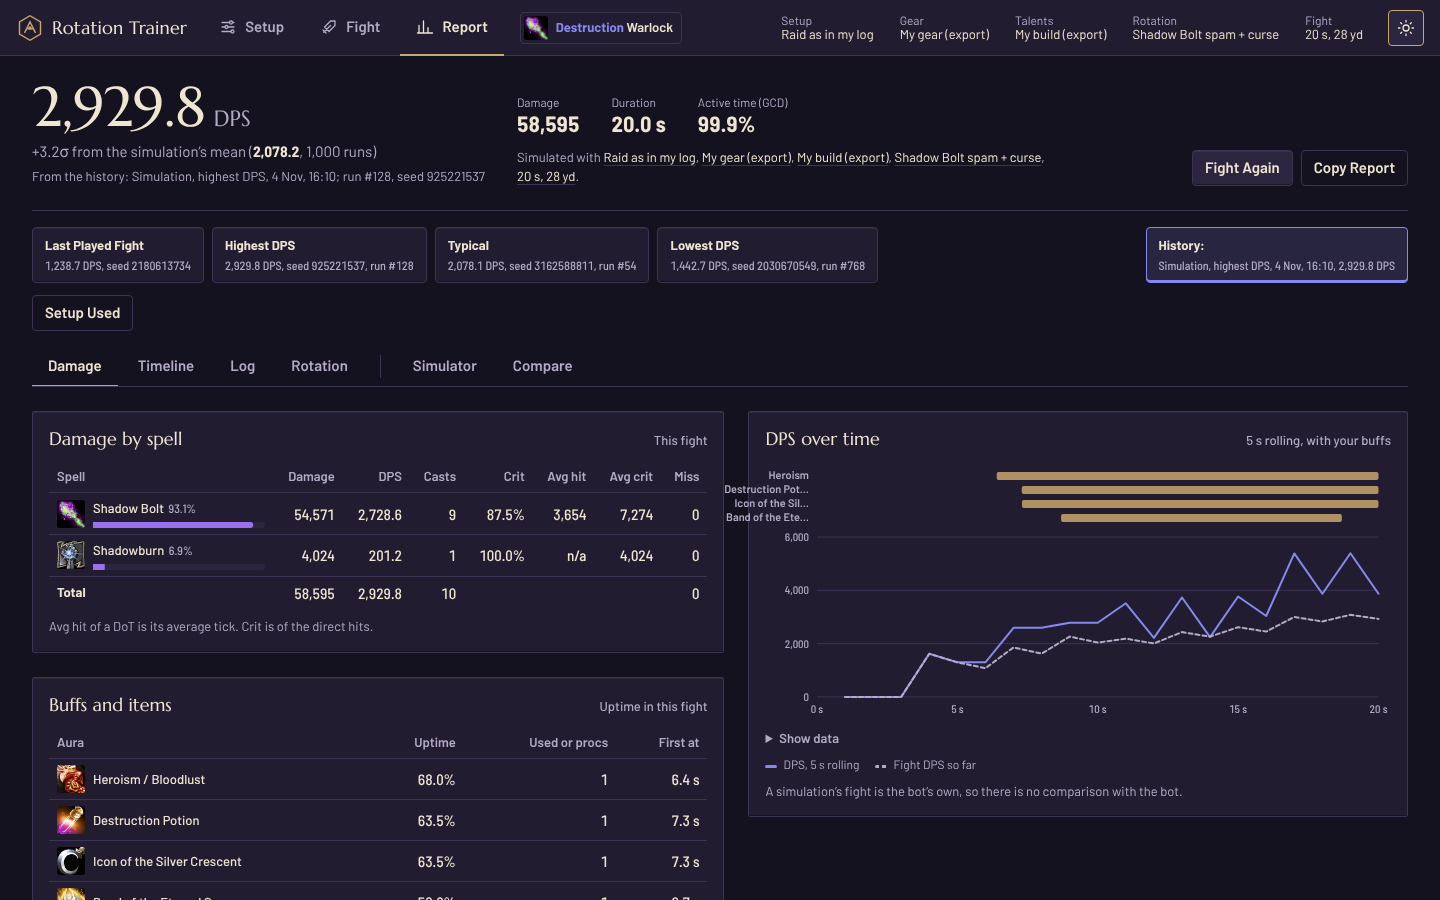 Rotation Trainer
Setup
Fight
Report
Destruction Warlock
Setup
Raid as in my log
Gear
My gear (export)
Talents
My build (export)
Rotation
Shadow Bolt spam + curse
Fight
20 s, 28 yd
2,929.8 DPS
+3.2σ from the simulation's mean (2,078.2, 1,000 runs)
From the history: Simulation, highest DPS, 4 Nov, 16:10; run #128, seed 925221537
Damage
58,595
Duration
20.0 s
Active time (GCD)
99.9%
Simulated with Raid as in my log, My gear (export), My build (export), Shadow Bolt spam + curse,
20 s, 28 yd.
Fight Again
Copy Report
Last Played Fight
1,238.7 DPS, seed 2180613734
Highest DPS
2,929.8 DPS, seed 925221537, run #128
Typical
2,078.1 DPS, seed 3162588811, run #54
Lowest DPS
1,442.7 DPS, seed 2030670549, run #768
History:
Simulation, highest DPS, 4 Nov, 16:10, 2,929.8 DPS
Setup Used
Damage
Timeline
Log
Rotation
Simulator
Compare
Damage by spell
This fight
Spell Damage DPS Casts Crit Avg hit Avg crit Miss
Shadow Bolt 93.1% 54,571 2,728.6 9 87.5% 3,654 7,274 0
Shadowburn 6.9% 4,024 201.2 1 100.0% n/a 4,024 0
Total 58,595 2,929.8 10 0
Avg hit of a DoT is its average tick. Crit is of the direct hits.
Buffs and items
Uptime in this fight
Aura Uptime Used or procs First at
Heroism / Bloodlust 68.0% 1 6.4 s
Destruction Potion 63.5% 1 7.3 s
Icon of the Silver Crescent 63.5% 1 7.3 s
DPS over time
5 s rolling, with your buffs
Heroism
Destruction Pot...
Icon of the Sil...
Band of the Ete...
6,000
4,000
2,000
0
0 s 5 s 10 s 15 s 20 s
Show data
DPS, 5 s rolling
Fight DPS so far
A simulation's fight is the bot's own, so there is no comparison with the bot.